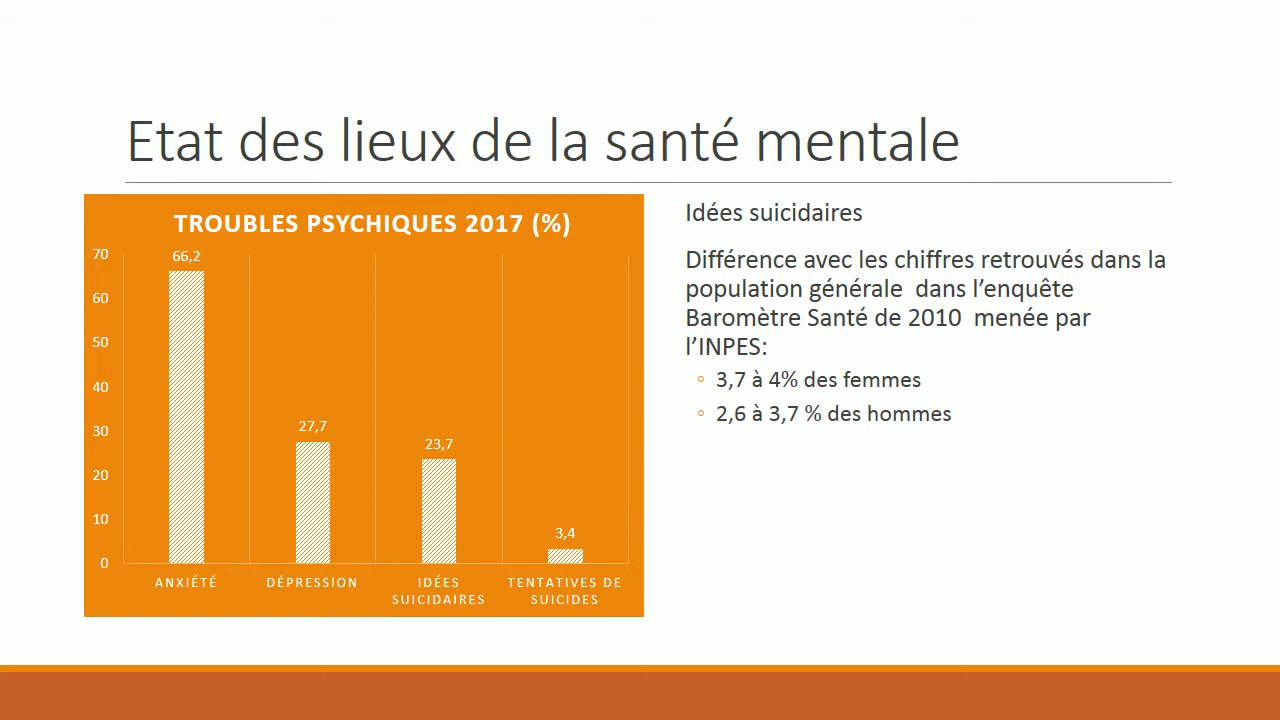 Etat des lieux de la santé mentale
TROUBLES PSYCHIQUES 2017 (%)
70
60
50
40
30
20
10
0
66,2
27,7
23,7
3,4
ANXIÉTÉ
DÉPRESSION
IDÉES
SUICIDAIRES
TENTATIVES DE
SUICIDES
Idées suicidaires
Différence avec les chiffres retrouvés dans la
population générale dans l’enquête
Baromètre Santé de 2010 menée par
l’INPES:
◦ 3,7 à 4% des femmes
◦ 2,6 à 3,7 % des hommes